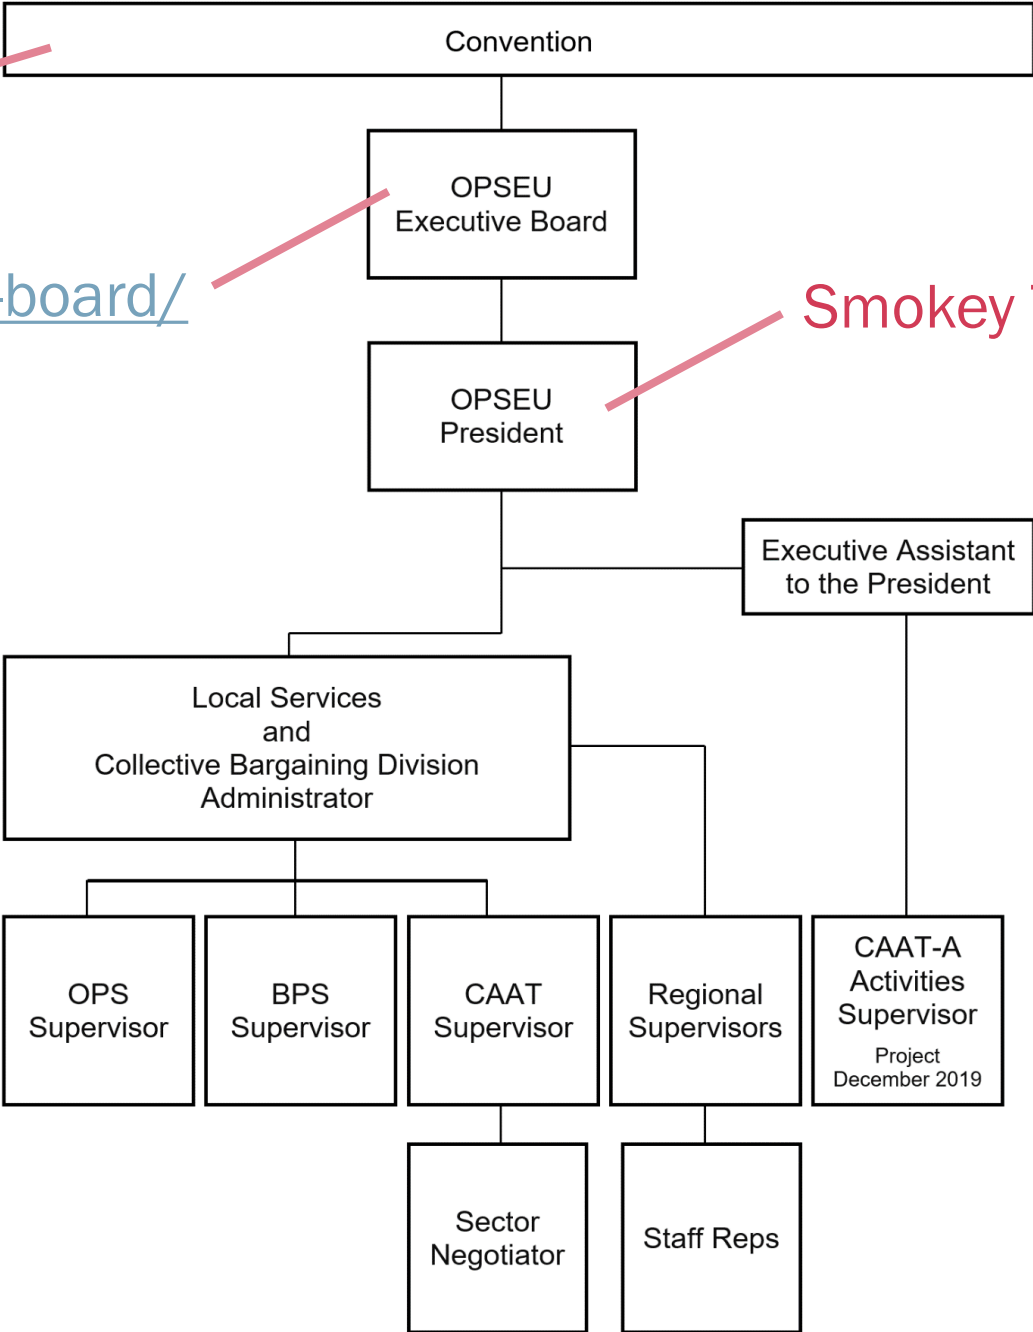 Convention
OPSEU
Executive Board
-board/
Smokey
OPSEU
President
Executive Assistant
to the President
Local Services
and
Collective Bargaining Division
Administrator
OPS
Supervisor
BPS
Supervisor
CAAT
Supervisor
Regional
Supervisors
CAAT-A
Activities
Supervisor
Project
December 2019
Sector
Negotiator
Staff Reps